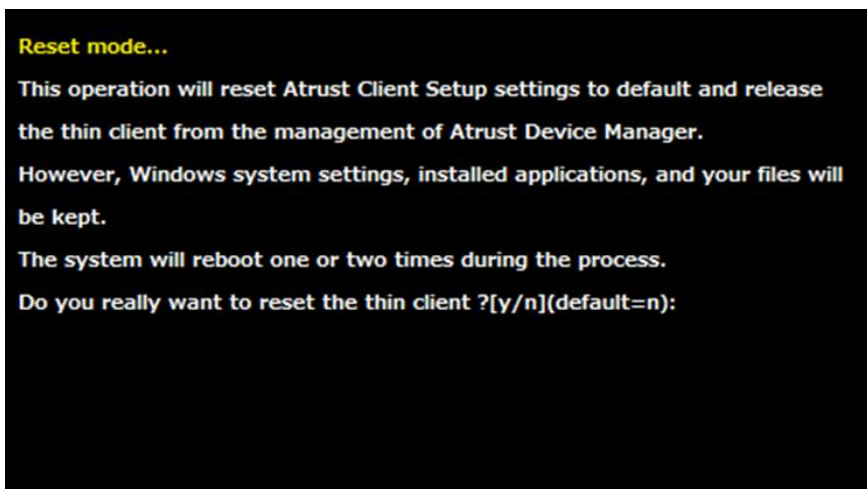 Reset mode...
This operation will reset Atrust Client Setup settings to default and release
the thin client from the management of Atrust Device Manager.
However, Windows system settings, installed applications, and your files will
be kept.
The system will reboot one or two times during the process.
Do you really want to reset the thin client ?[y/n](default=n):